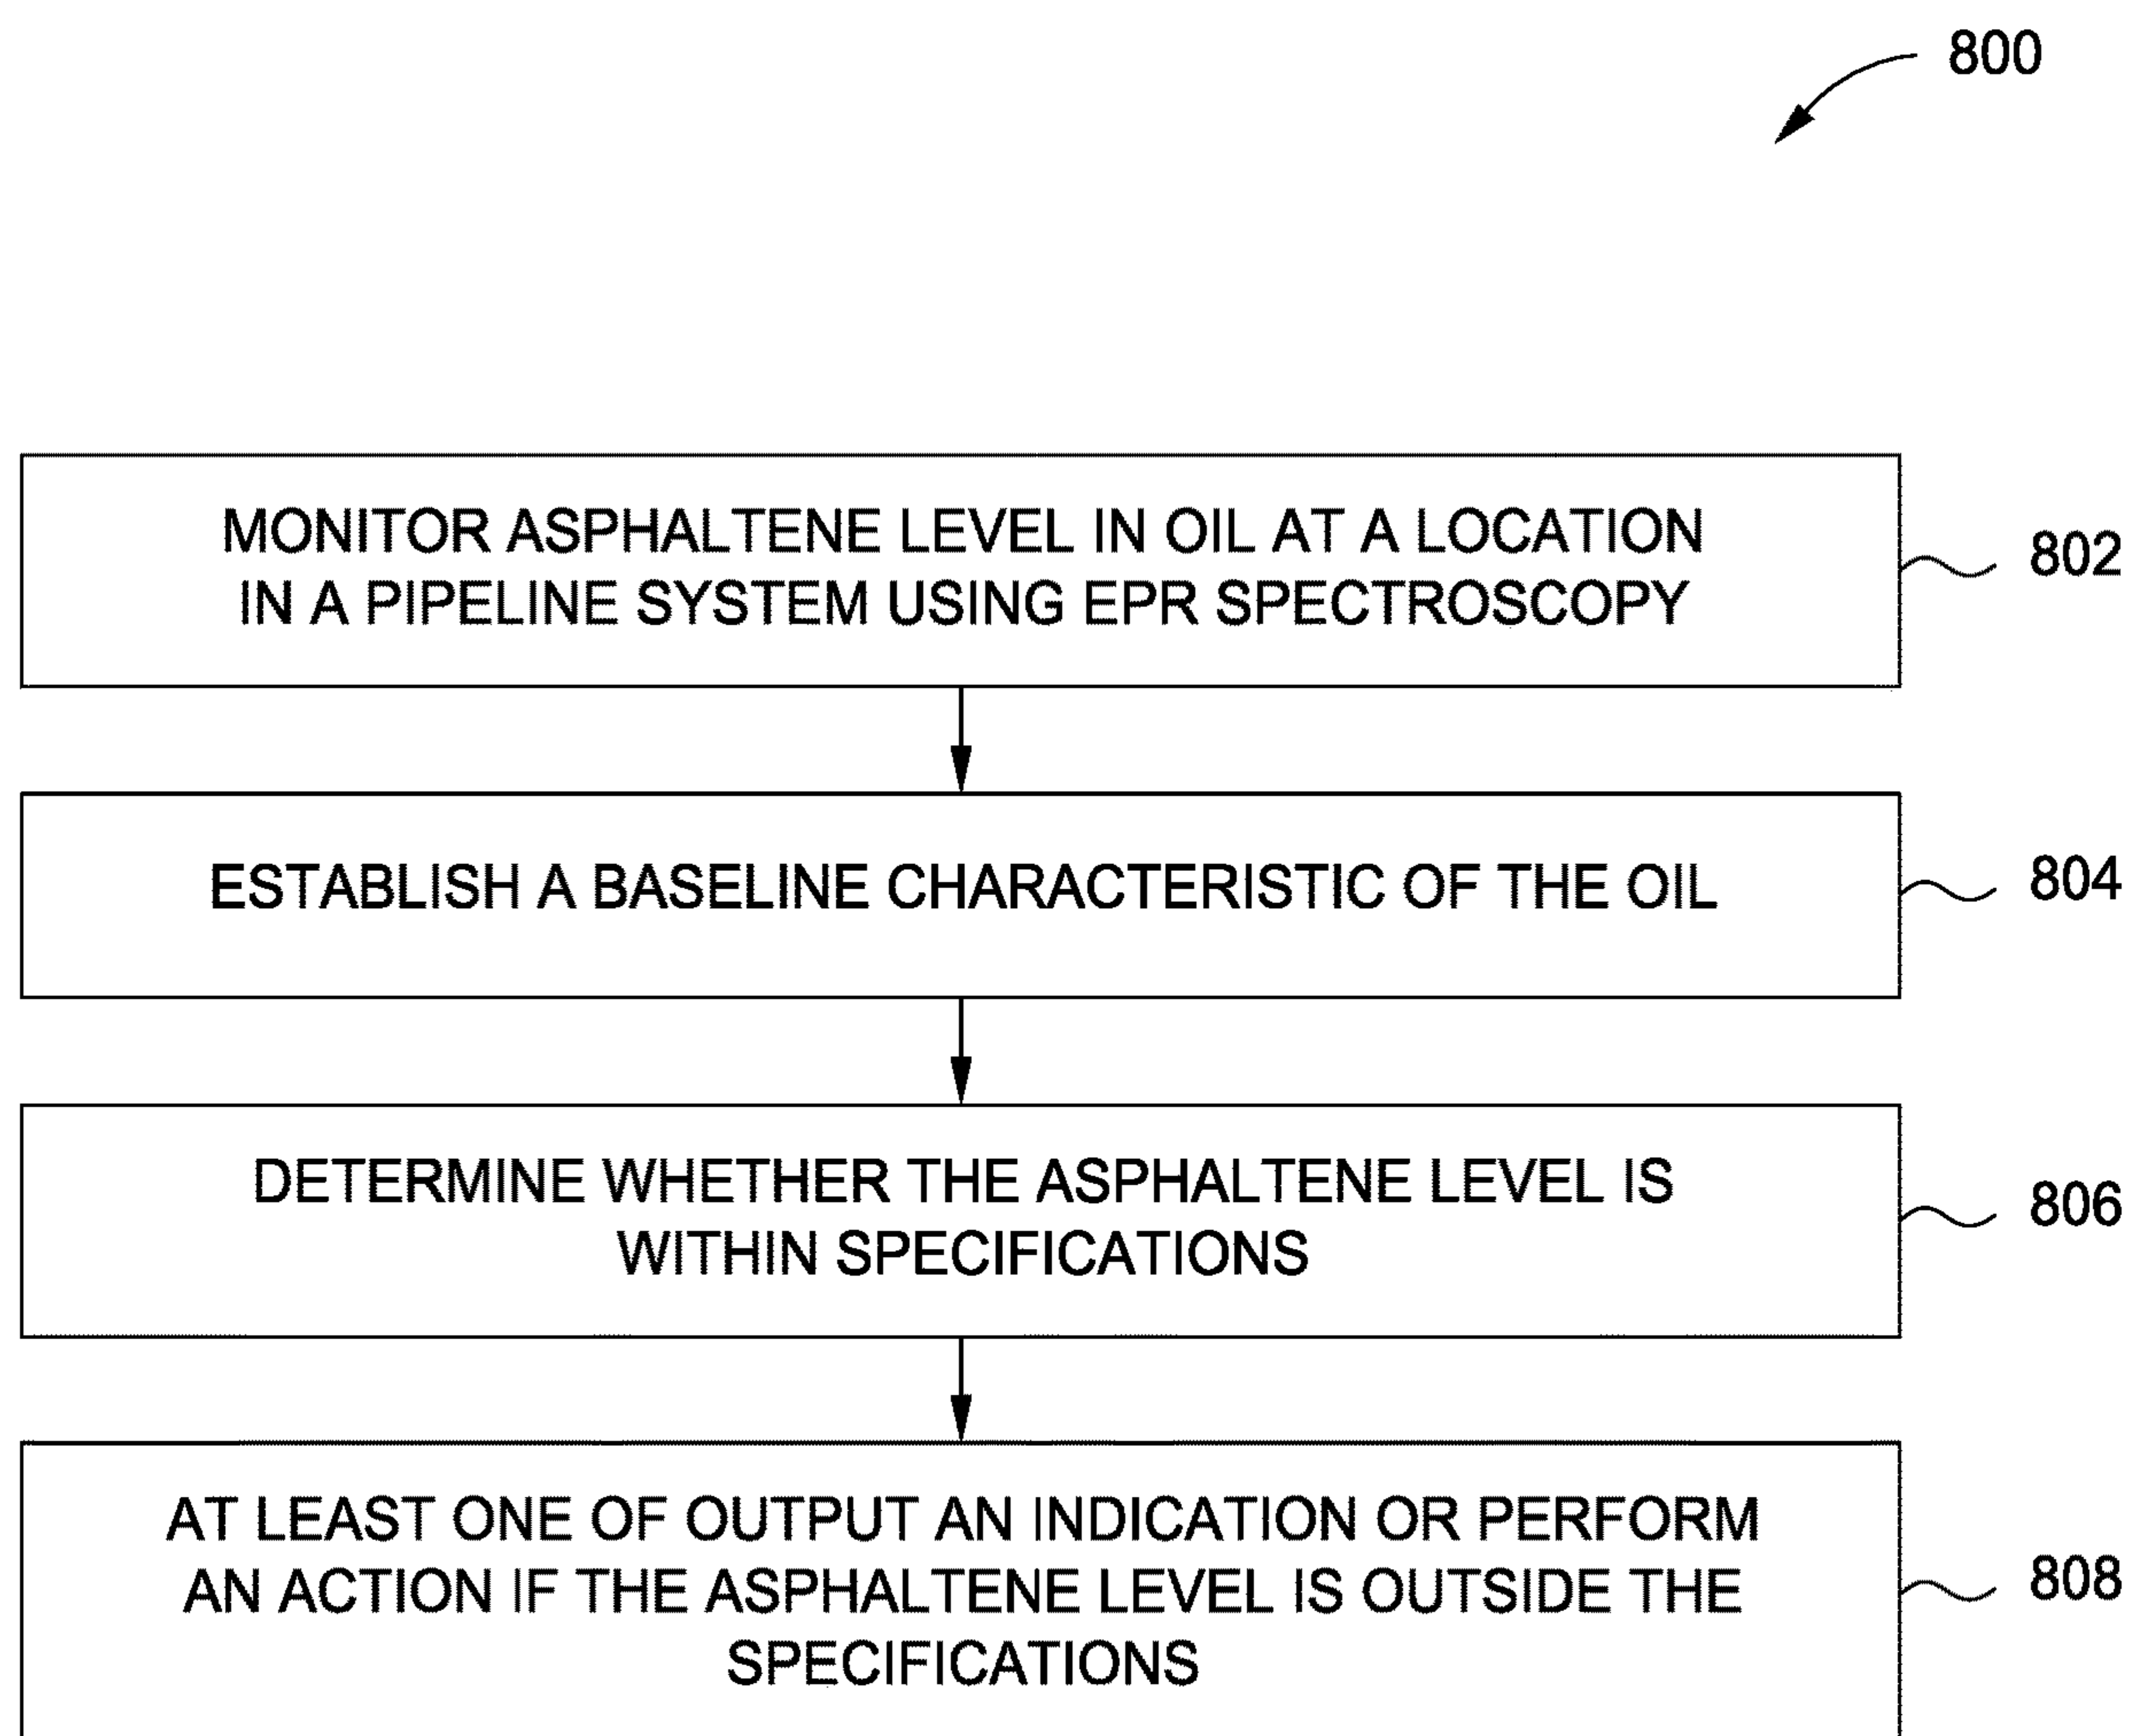 800
MONITOR ASPHALTENE LEVEL IN OIL AT A LOCATION
IN A PIPELINE SYSTEM USING EPR SPECTROSCOPY
802
ESTABLISH A BASELINE CHARACTERISTIC OF THE OIL
804
DETERMINE WHETHER THE ASPHALTENE LEVEL IS
WITHIN SPECIFICATIONS
806
AT LEAST ONE OF OUTPUT AN INDICATION OR PERFORM
AN ACTION IF THE ASPHALTENE LEVEL IS OUTSIDE THE
SPECIFICATIONS
808